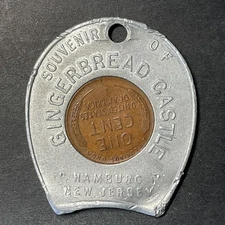 SOUVENIR OF
GINGERBREAD CASTLE
HAMBURG
NEW JERSEY
ONE
CENT